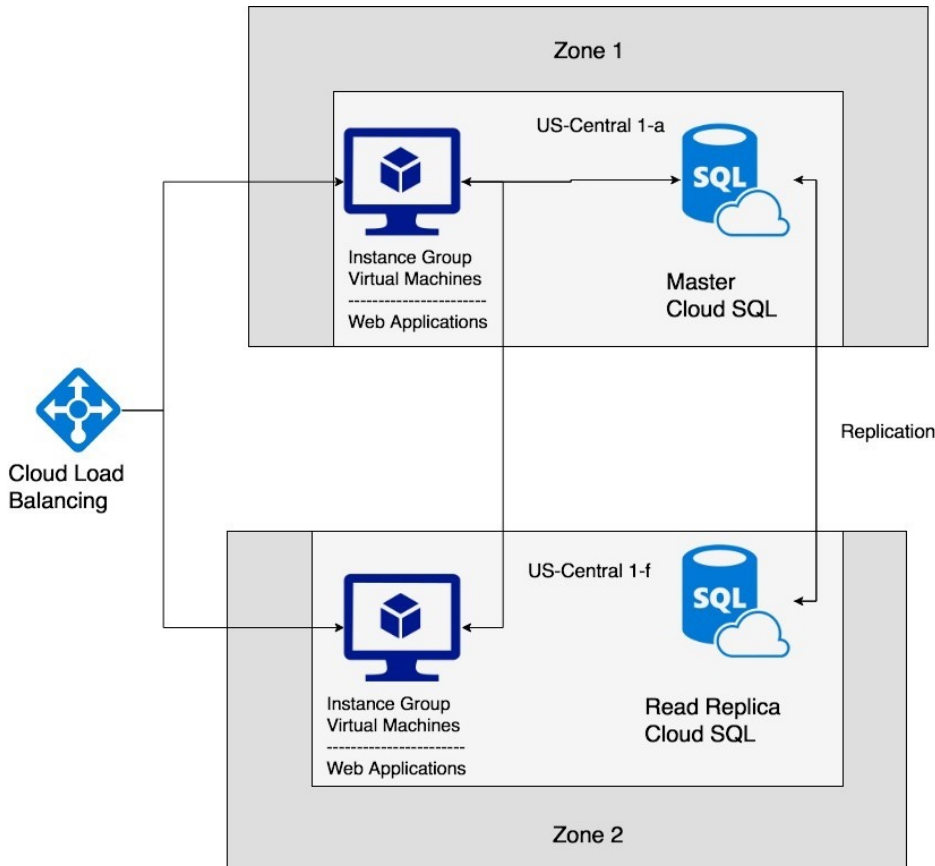 Zone 1
US-Central 1-a
SQL
Instance Group
Virtual Machines
------------------------
Web Applications
Master
Cloud SQL
Cloud Load
Balancing
Replication
US-Central 1-f
SQL
Instance Group
Virtual Machines
------------------------
Web Applications
Read Replica
Cloud SQL
Zone 2